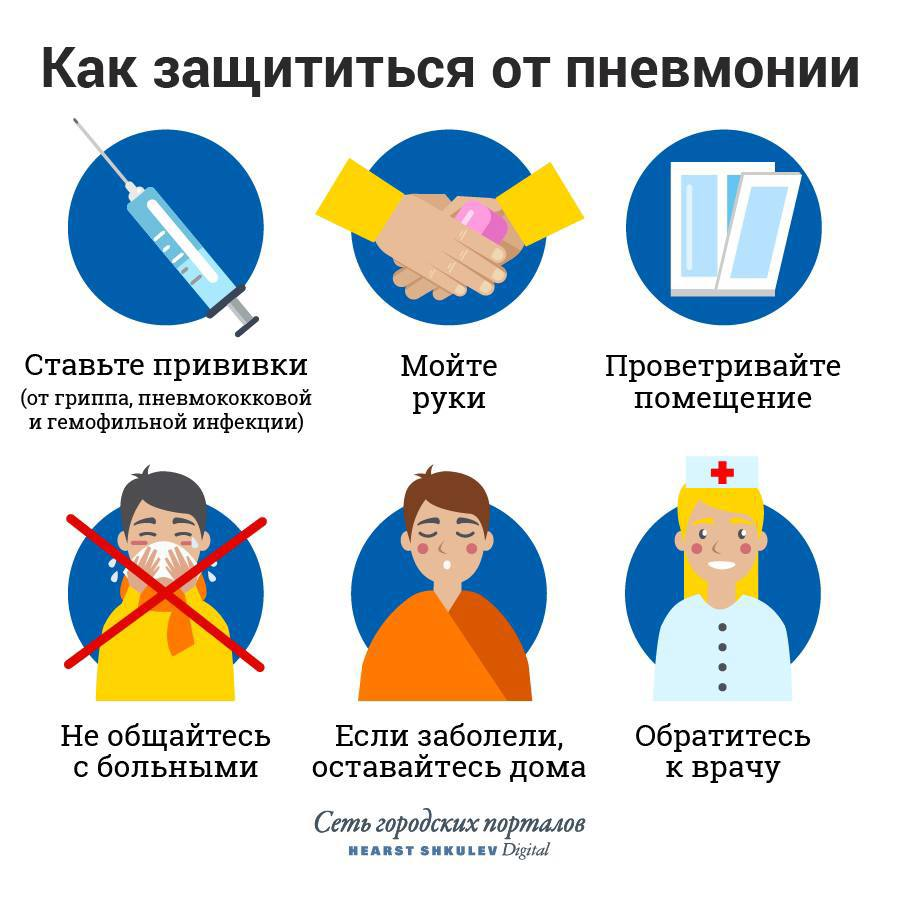 Как защититься от пневмонии
Ставьте прививки
(от гриппа, пневмококковой
и гемофильной инфекции)
Мойте
руки
Проветривайте
помещение
Не общайтесь
с больными
Если заболели,
оставайтесь дома
Обратитесь
к врачу
Сеть городских порталов
HEARST SHKULEV Digital